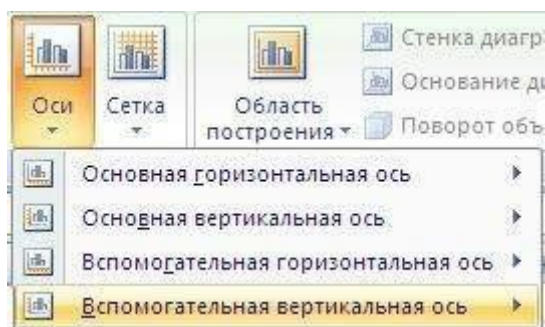 Оси
Сетка
Область
построения
Стенка диагр
Основание ди
Поворот объ
Основная горизонтальная ось
Основная вертикальная ось
Вспомогательная горизонтальная ось
Вспомогательная вертикальная ось